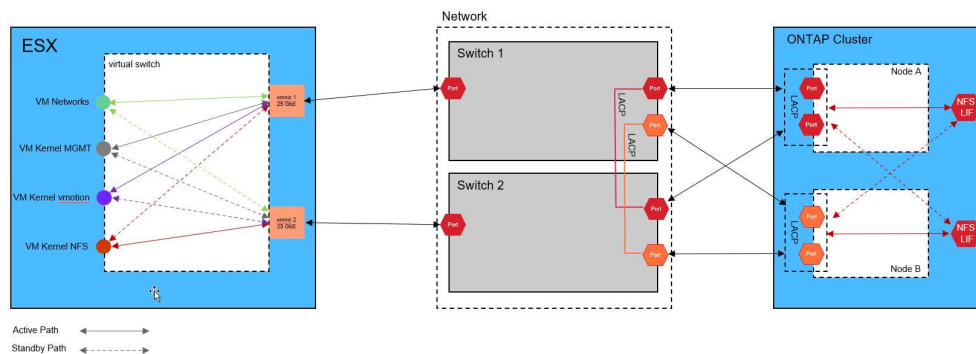 Network
ESX
virtual switch
VM Networks
VM Kernel MGMT
VM Kernel vmotion
VM Kernel NFS
vmnic 1
25 GbE
vmnic 2
25 GbE
Switch 1
Port
Port
Port
LACP
LACP
Switch 2
Port
Port
Port
ONTAP Cluster
Node A
LACP
Port
Port
NFS
LIF
LACP
Port
Port
NFS
LIF
Node B
Active Path
Standby Path